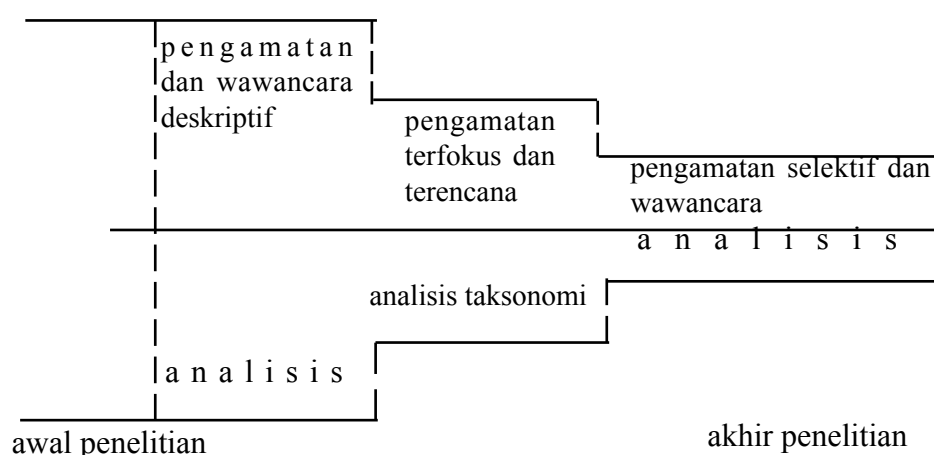 pengamatan
dan wawancara
deskriptif
pengamatan
terfokus dan
terencana
pengamatan selektif dan
wawancara
analisis
analisis taksonomi
analisis
awal penelitian
akhir penelitian